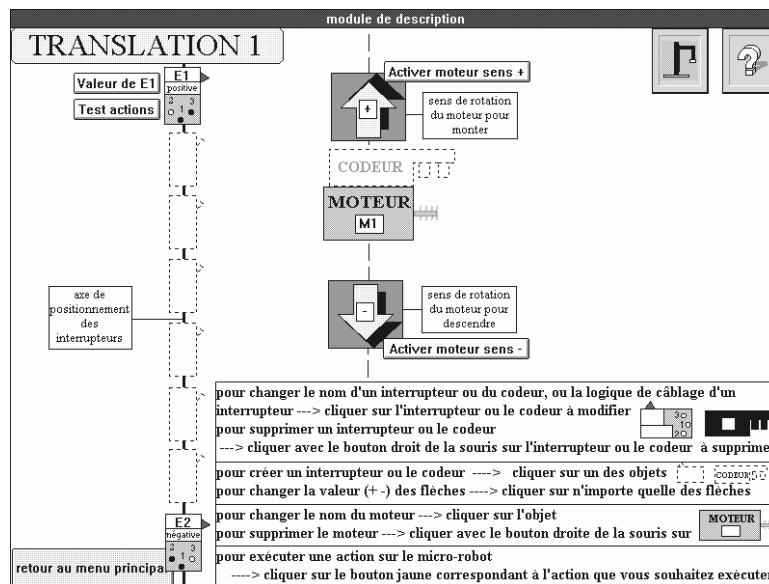 module de description
TRANSLATION 1
E1
positive
2 3
1
Valeur de E1
Test actions
Activer moteur sens +
+
sens de rotation
du moteur pour
monter
CODEUR
MOTEUR
M1
axe de
positionnement
des
interrupteurs
-
sens de rotation
du moteur pour
descendre
Activer moteur sens -
pour changer le nom d'un interrupteur ou du codeur, ou la logique de câblage d'un
interrupteur ---> cliquer sur l'interrupteur ou le codeur à modifier
3
1
2
pour supprimer un interrupteur ou le codeur
---> cliquer avec le bouton droit de la souris sur l'interrupteur ou le codeur à supprime
pour créer un interrupteur ou le codeur ----> cliquer sur un des objets
CODEUR
pour changer la valeur (+ -) des flèches ----> cliquer sur n'importe quelle des flèches
pour changer le nom du moteur ---> cliquer sur l'objet
pour supprimer le moteur ---> cliquer avec le bouton droite de la souris sur
MOTEUR
E2
négative
2 3
1
retour au menu principa
pour exécuter une action sur le micro-robot
----> cliquer sur le bouton jaune correspondant à l'action que vous souhaitez exécuter